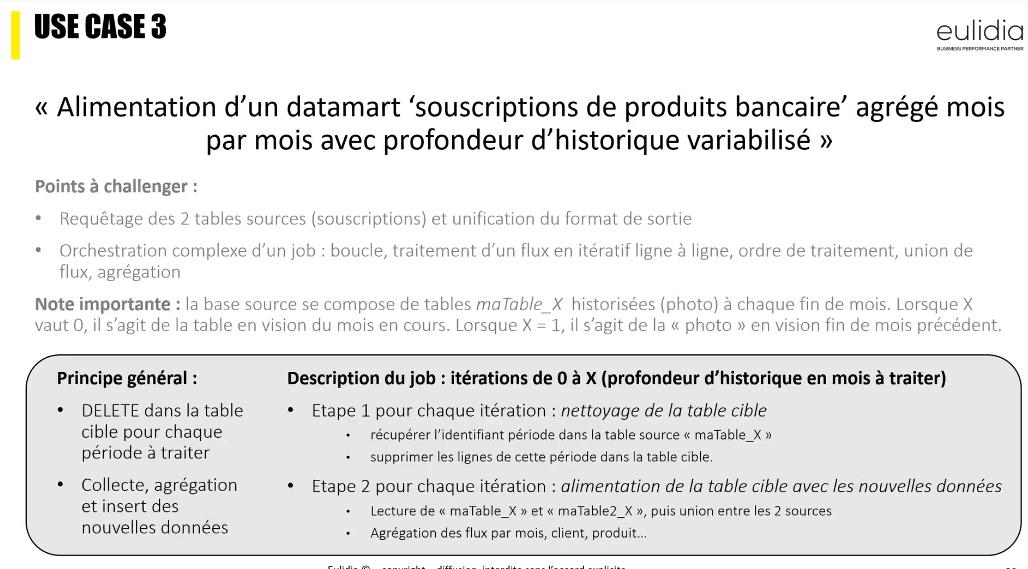 USE CASE 3
eulidia
BUSINESS PERFORMANCE PARTNER
« Alimentation d’un datamart ‘souscriptions de produits bancaire’ agrégé mois
par mois avec profondeur d’historique variabilisé »
Points à challenger :
• Requêtage des 2 tables sources (souscriptions) et unification du format de sortie
• Orchestration complexe d’un job : boucle, traitement d’un flux en itératif ligne à ligne, ordre de traitement, union de
flux, agrégation
Note importante : la base source se compose de tables maTable_X historisées (photo) à chaque fin de mois. Lorsque X
vaut 0, il s’agit de la table en vision du mois en cours. Lorsque X = 1, il s’agit de la « photo » en vision fin de mois précédent.
Principe général :
• DELETE dans la table
cible pour chaque
période à traiter
• Collecte, agrégation
et insert des
nouvelles données
Description du job : itérations de 0 à X (profondeur d’historique en mois à traiter)
• Etape 1 pour chaque itération : nettoyage de la table cible
• récupérer l’identifiant période dans la table source « maTable_X »
• supprimer les lignes de cette période dans la table cible.
• Etape 2 pour chaque itération : alimentation de la table cible avec les nouvelles données
• Lecture de « maTable_X » et « maTable2_X », puis union entre les 2 sources
• Agrégation des flux par mois, client, produit…
Eulidia © – copyright – diffusion interdite sans l’accord explicite